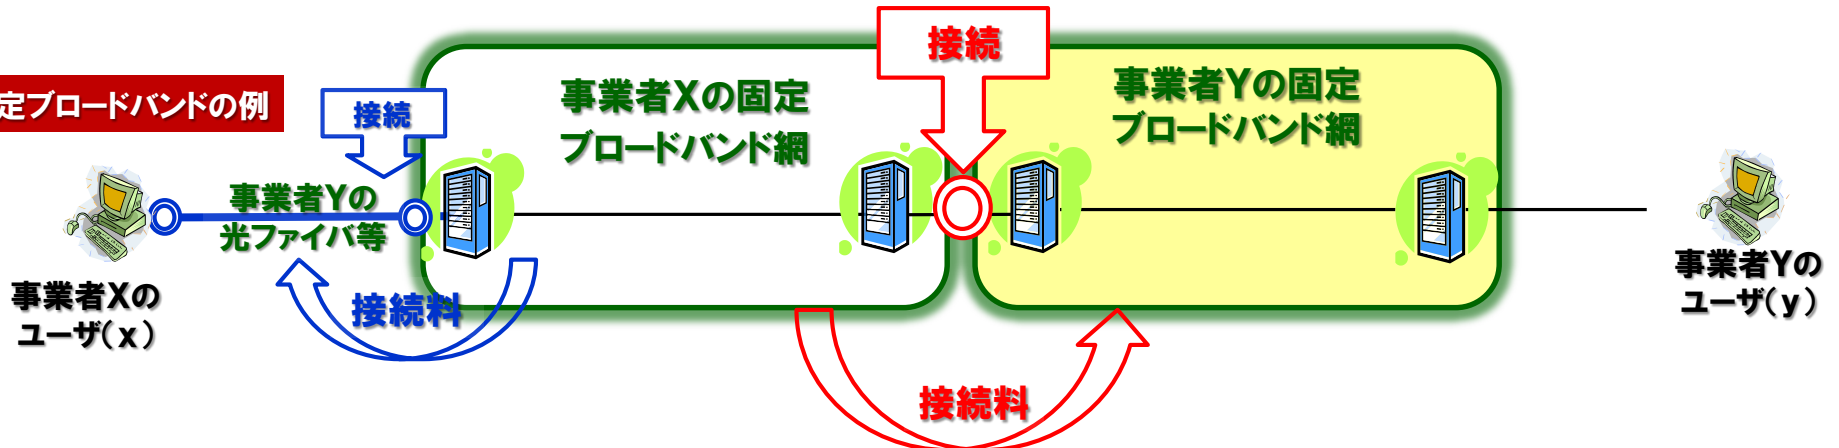 接続
定ブロードバンドの例
接続
事業者Xの固定
ブロードバンド網
事業者Yの固定
ブロードバンド網
事業者Yの
光ファイバ等
事業者Xの
ユーザ(x)
接続料
事業者Yの
ユーザ(y)
接続料